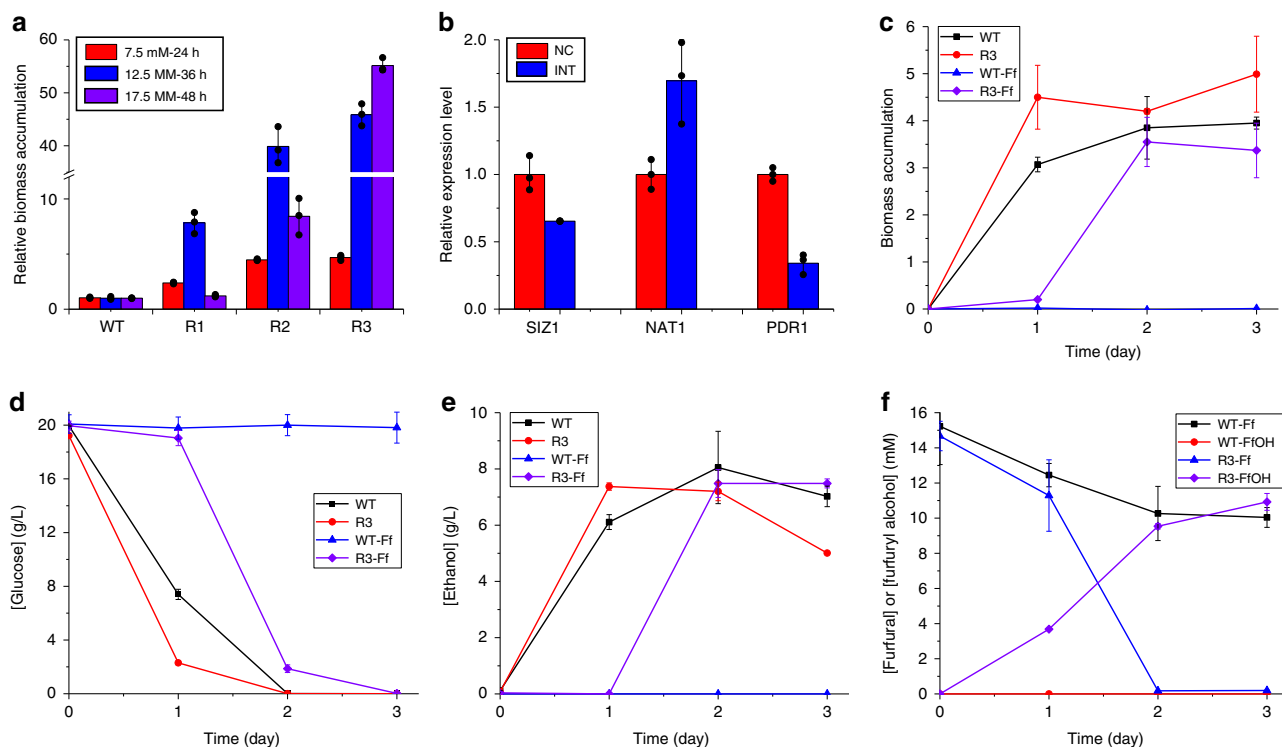 a
60
50
40
10
5
0
Relative biomass accumulation
7.5 mM-24 h
12.5 MM-36 h
17.5 MM-48 h
WT
R1
R2
R3
b
2.0
1.5
1.0
0.5
0.0
Relative expression level
NC
INT
SIZ1
NAT1
PDR1
c
6
5
4
3
2
1
0
Biomass accumulation
WT
R3
WT-Ff
R3-Ff
0
1
2
3
Time (day)
d
20
16
12
8
4
0
[Glucose] (g/L)
WT
R3
WT-Ff
R3-Ff
0
1
2
3
Time (day)
e
10
8
6
4
2
0
[Ethanol] (g/L)
WT
R3
WT-Ff
R3-Ff
0
1
2
3
Time (day)
f
16
14
12
10
8
6
4
2
0
[Furfural] or [furfuryl alcohol] (mM)
WT-Ff
WT-FfOH
R3-Ff
R3-FfOH
0
1
2
3
Time (day)